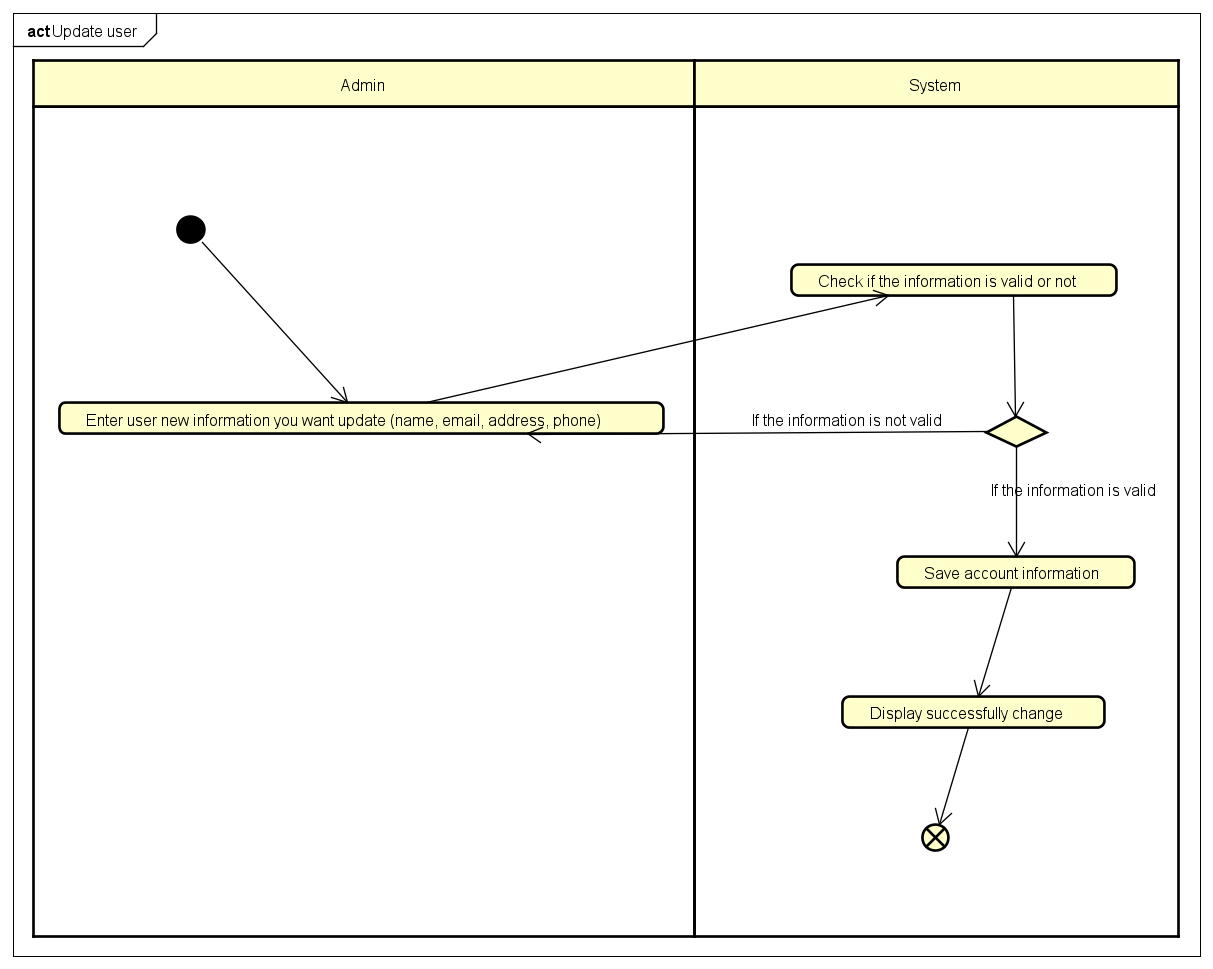 act Update user
Admin
System
Check if the information is valid or not
Enter user new information you want update (name, email, address, phone)
If the information is not valid
If the information is valid
Save account information
Display successfully change